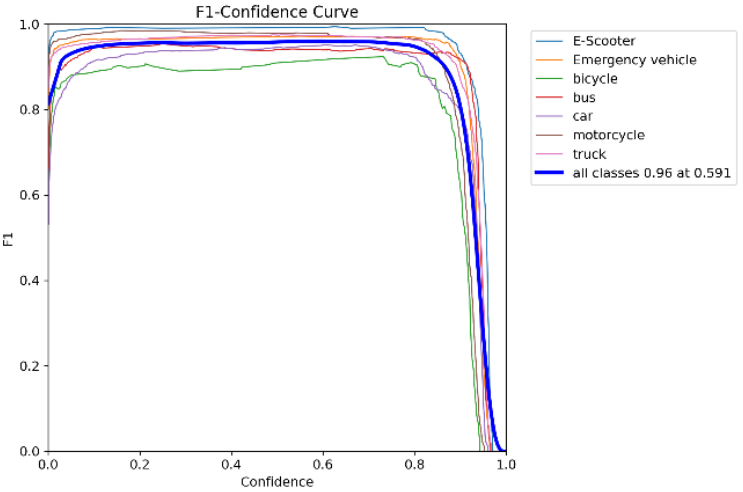 F1-Confidence Curve
1.0
0.8
0.6
0.4
0.2
0.0
F1
0.0 0.2 0.4 0.6 0.8 1.0
Confidence
E-Scooter
Emergency vehicle
bicycle
bus
car
motorcycle
truck
all classes 0.96 at 0.591